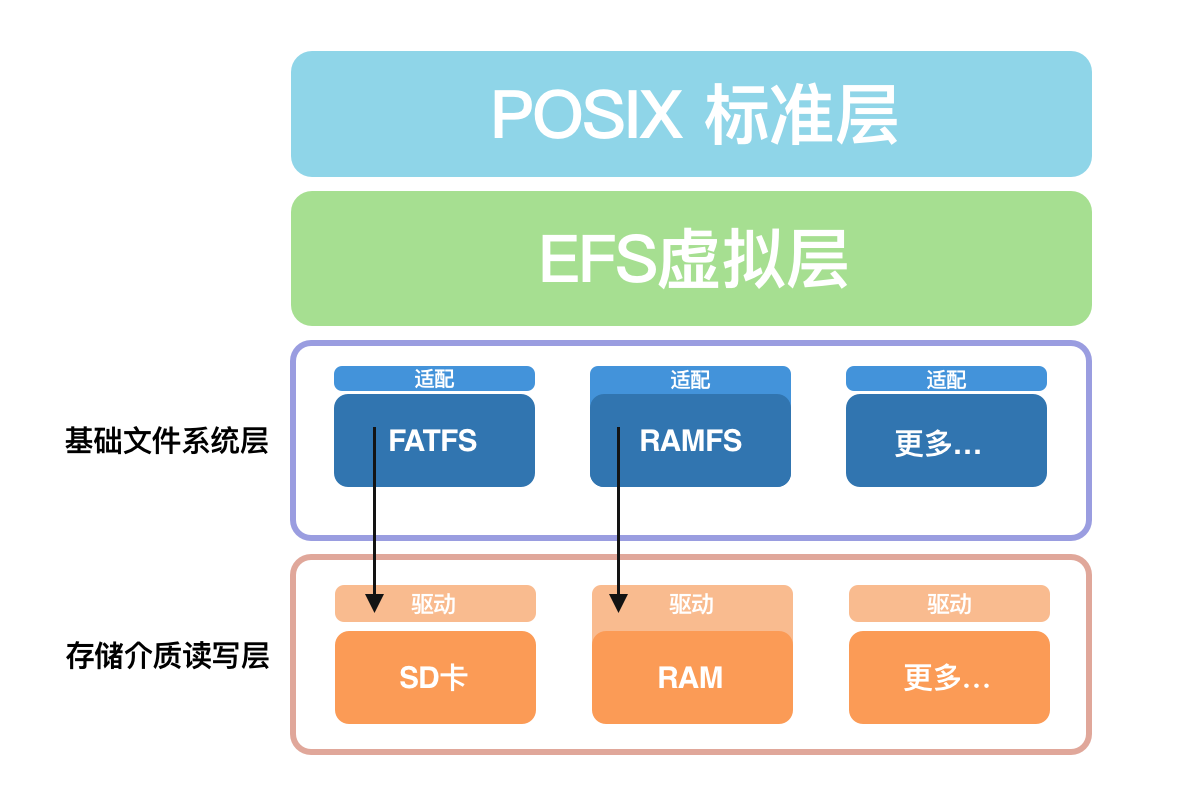 POSIX 标准层
EFS虚拟层
适配
适配
适配
基础文件系统层
FATFS
RAMFS
更多…
驱动
驱动
驱动
存储介质读写层
SD卡
RAM
更多…